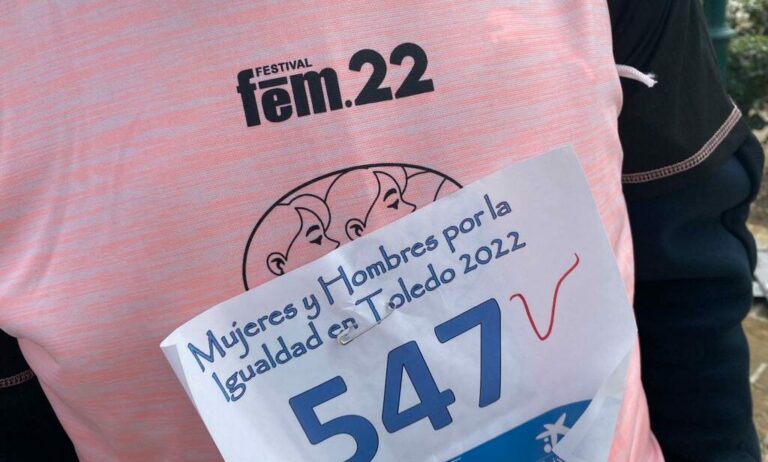 FESTIVAL
fem.22
Mujeres y Hombres por la
Igualdad en Toledo 2022
547